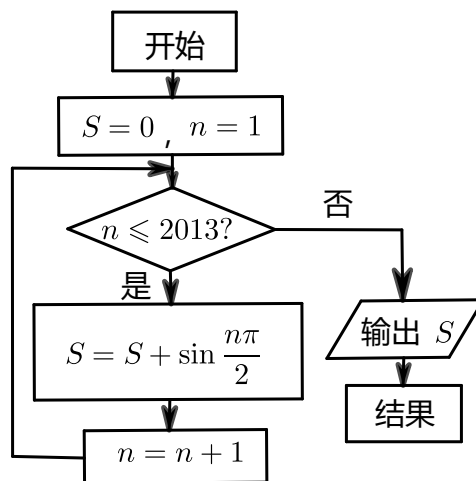 开始
S = 0 , n = 1
n ⩽ 2013?
否
是
S = S + sin nπ/2
输出 S
结果
n = n + 1